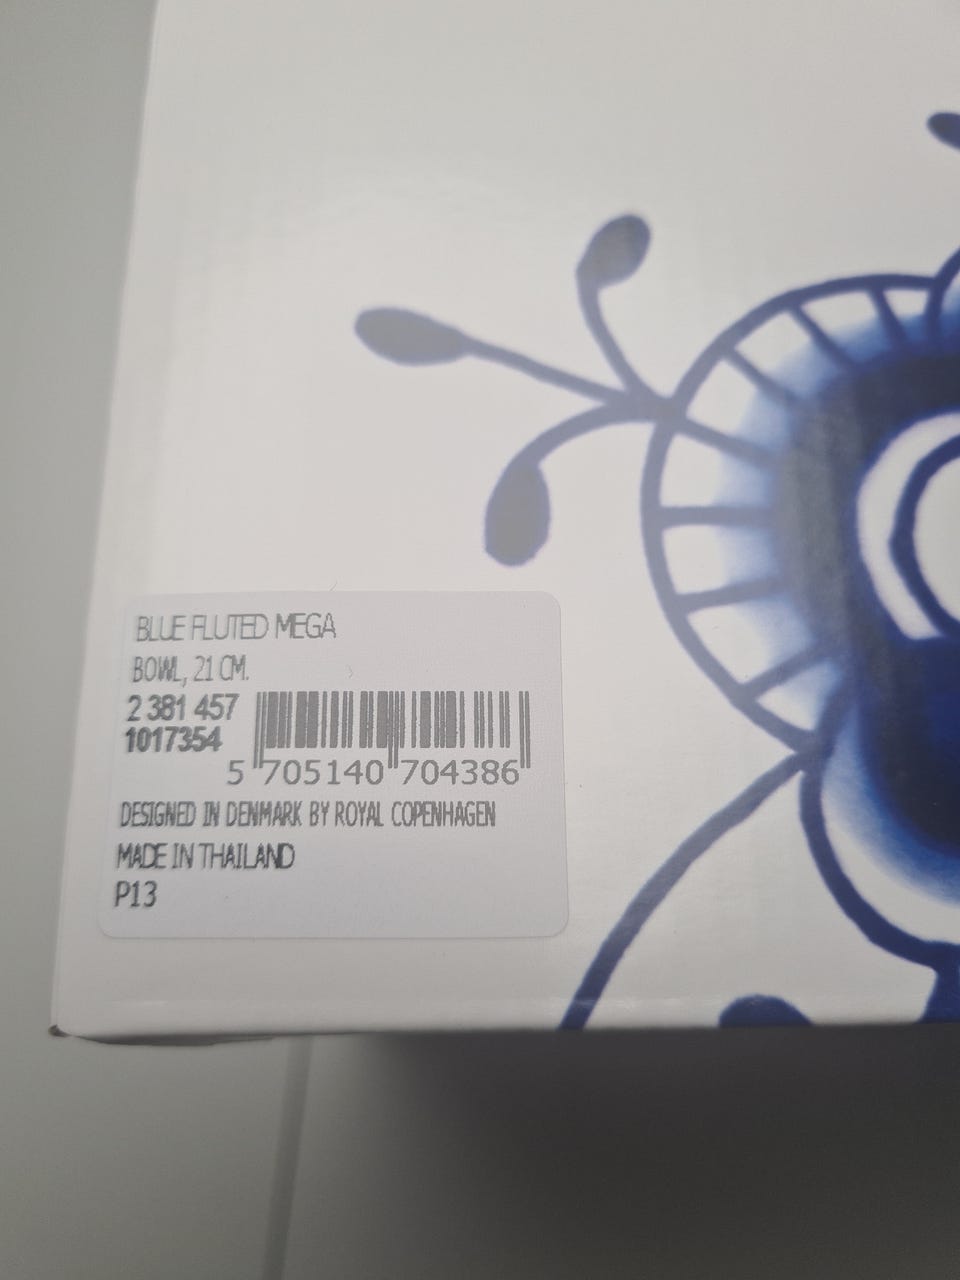 BLUE FLUTED MEGA
BOWL, 21 CM.
2 381 457
1017354
5 705140 704386
DESIGNED IN DENMARK BY ROYAL COPENHAGEN
MADE IN THAILAND
P13